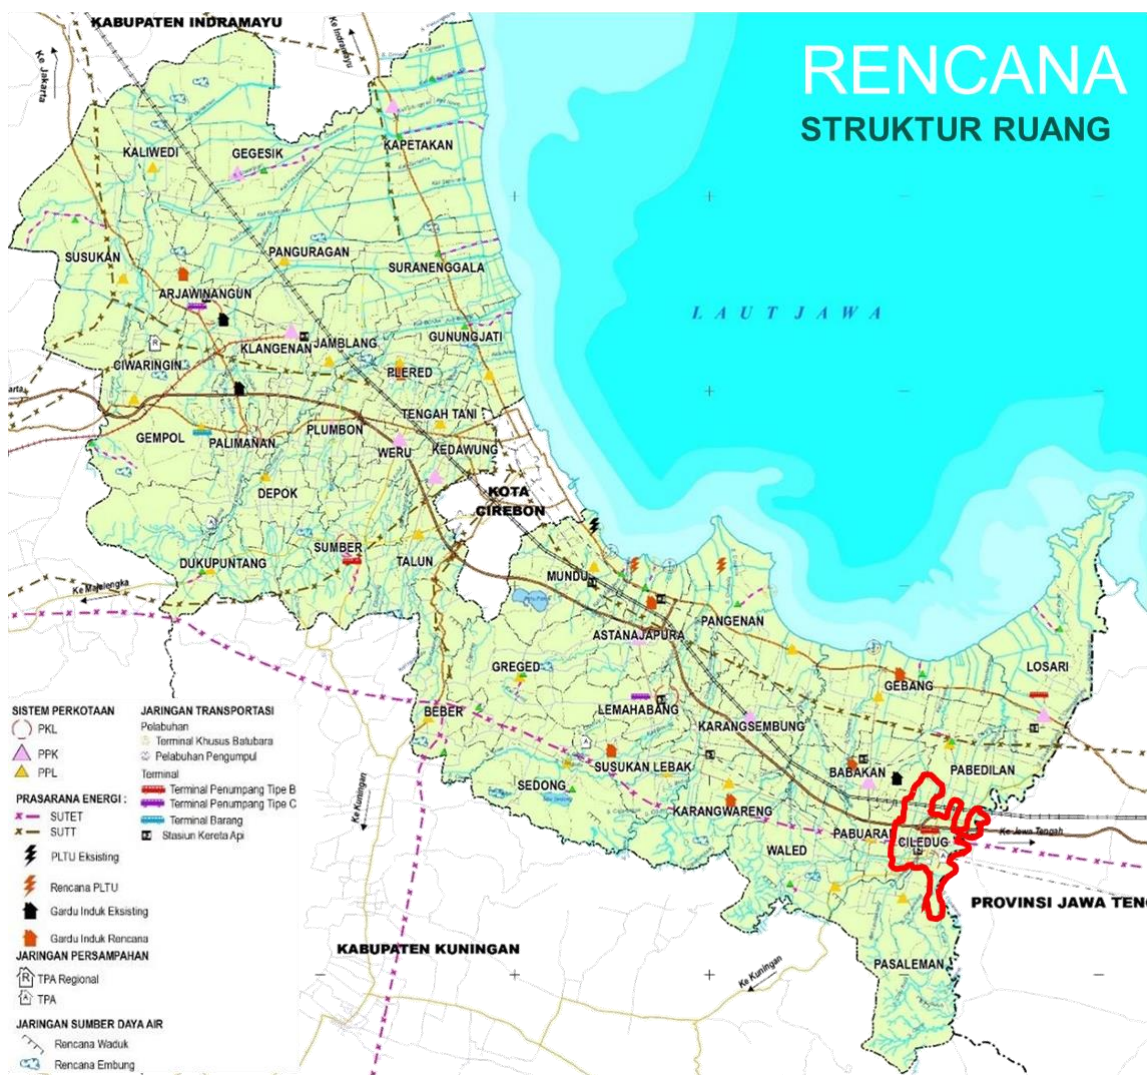 KABUPATEN INDRAMAYU
RENCANA
STRUKTUR RUANG
Ke Jakarta
Ke Indramayu
KALIWEDI
GEGESIK
KAPETAKAN
SUSUKAN
PANGURAGAN
SURANENGGALA
ARJAWINANGUN
LAUT JAWA
KLANGENAN
JAMBLANG
GUNUNGJATI
CIWARINGIN
PLERED
TENGAH TANI
GEMPOL
PALIMANAN
PLUMBON
WERU
KEDAWUNG
DEPOK
KOTA
CIREBON
SUMBER
DUKUPUNTANG
TALUN
MUNDU
Ke Majalengka
ASTANAJAPURA
PANGENAN
GREGED
LOSARI
GEBANG
BEBER
LEMAHABANG
KARANGSEMBUNG
SUSUKAN LEBAK
BABAKAN
PABEDILAN
SEDONG
KARANGWARENG
PABUARAN
CILEDUG
Ke Jawa Tengah
WALED
PROVINSI JAWA TENG
KABUPATEN KUNINGAN
PASALEMAN
Ke Kuningan
Ke Kuningan
SISTEM PERKOTAAN
PKL
PPK
PPL
PRASARANA ENERGI :
SUTET
SUTT
PLTU Eksisting
Rencana PLTU
Gardu Induk Eksisting
Gardu Induk Rencana
JARINGAN PERSAMPAHAN
R TPA Regional
A TPA
JARINGAN SUMBER DAYA AIR
Rencana Waduk
Rencana Embung
JARINGAN TRANSPORTASI
Pelabuhan
Terminal Khusus Batubara
Pelabuhan Pengumpul
Terminal
Terminal Penumpang Tipe B
Terminal Penumpang Tipe C
Terminal Barang
Stasiun Kereta Api